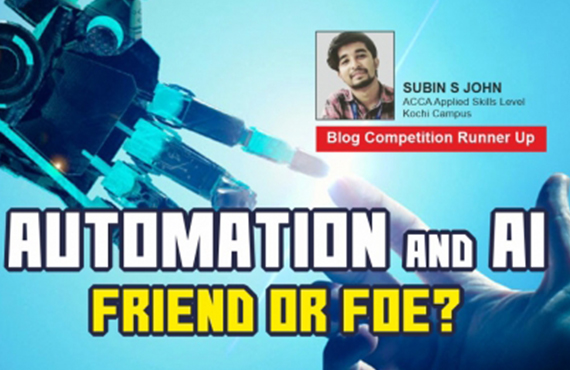 SUBIN S JOHN
ACCA Applied Skills Level
Kochi Campus
Blog Competition Runner Up
AUTOMATION AND AI
FRIEND OR FOE?